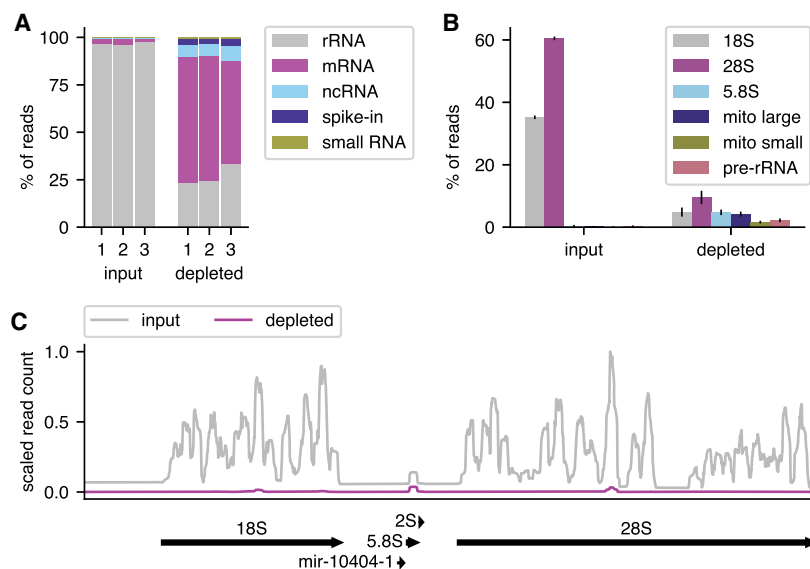 A
% of reads
100
75
50
25
0
1 2 3 1 2 3
input depleted
rRNA
mRNA
ncRNA
spike-in
small RNA
B
% of reads
60
40
20
0
input depleted
18S
28S
5.8S
mito large
mito small
pre-rRNA
C
input depleted
scaled read count
1.0
0.5
0.0
18S
2S
5.8S
mir-10404-1
28S